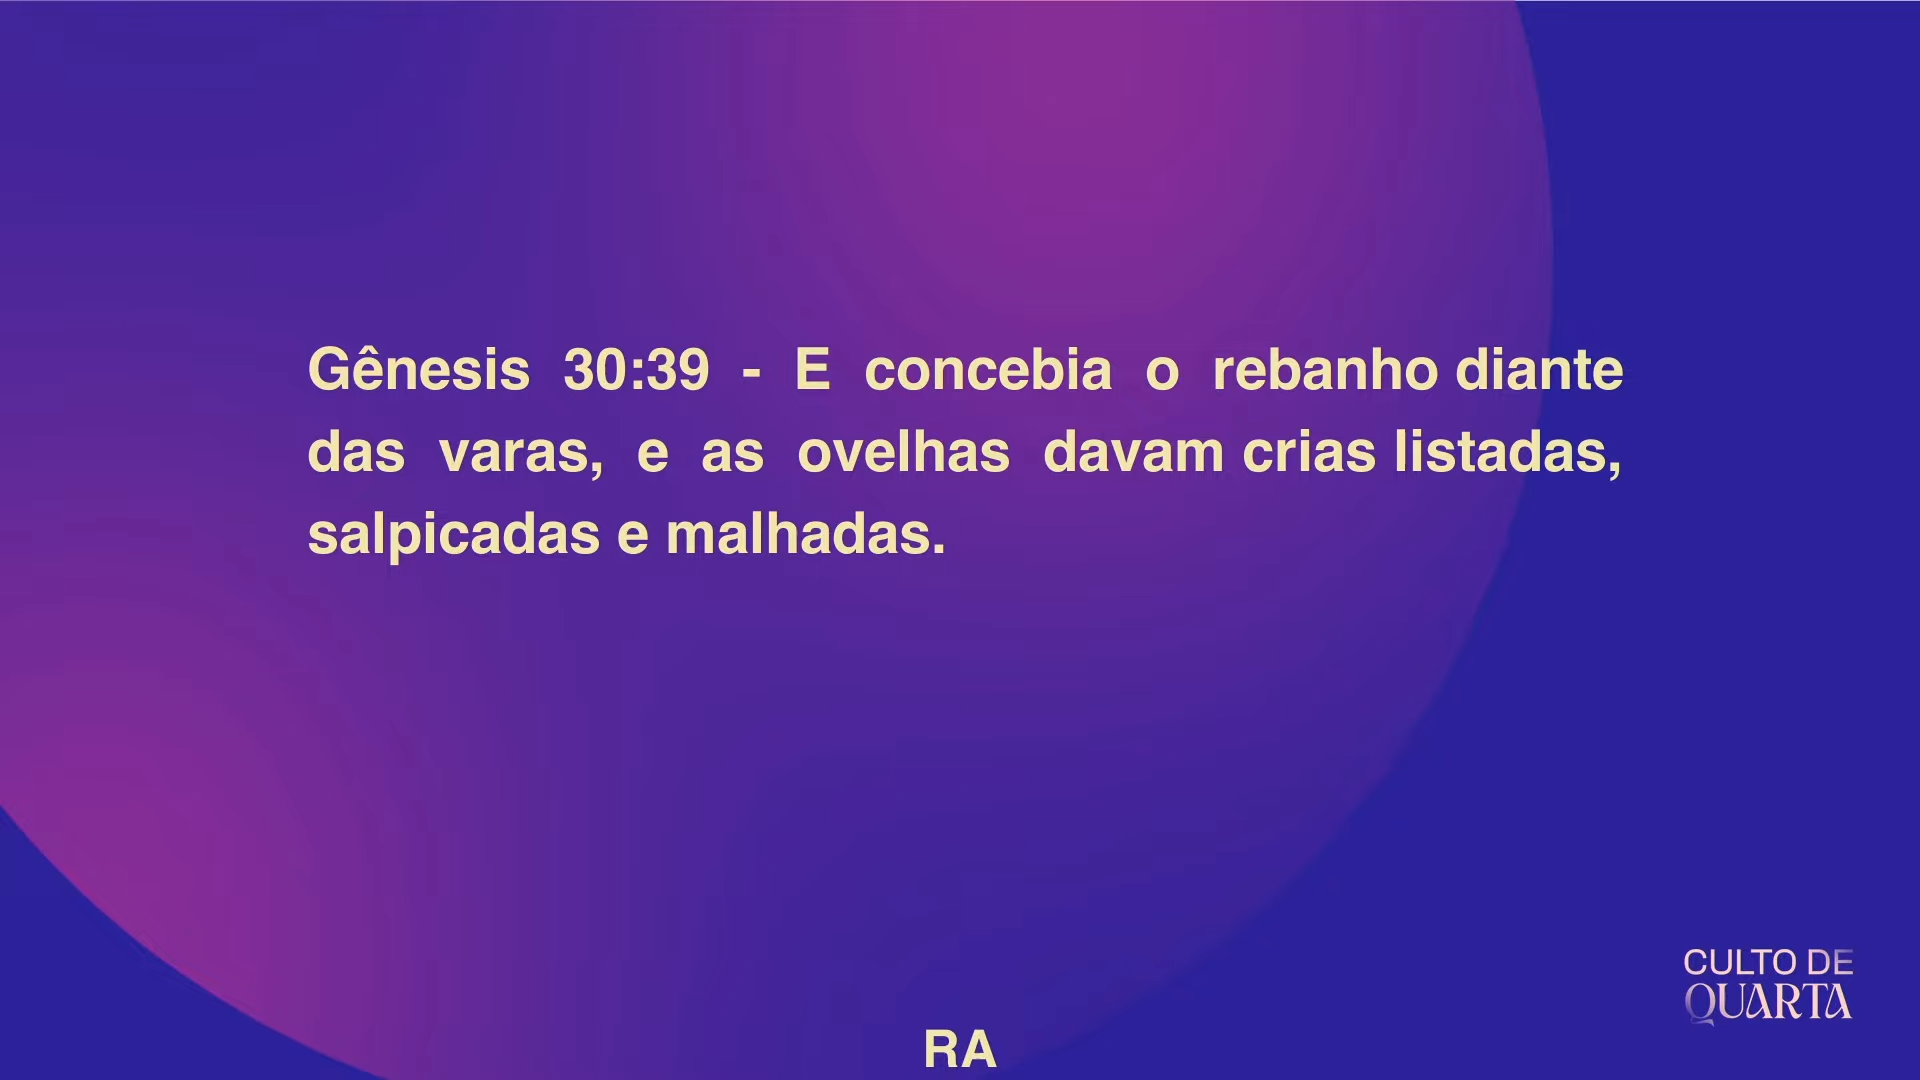 Gênesis 30:39 - E concebia o rebanho diante
das varas, e as ovelhas davam crias listadas,
salpicadas e malhadas.
CULTO DE
QUARTA
RA